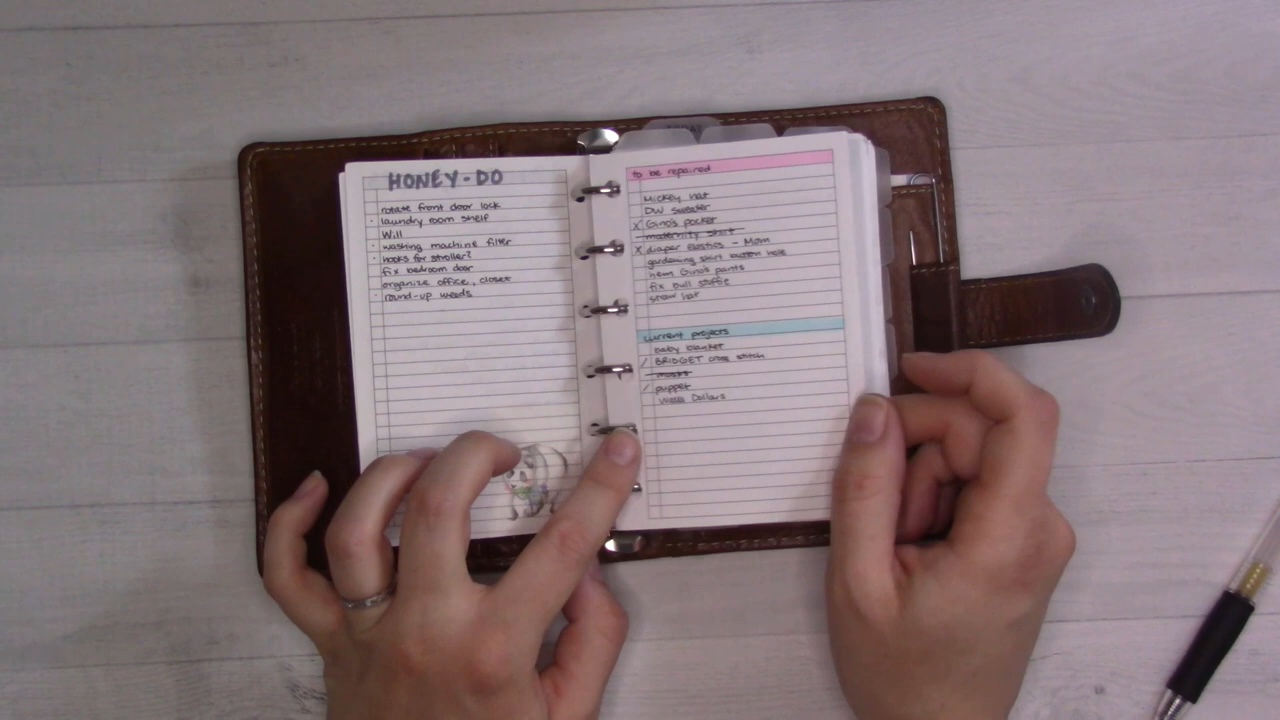 HONEY-DO
rotate front door lock
laundry room shelf
Will
washing machine filter
hooks for stroller?
fix bedroom door
organize office, closet
round-up weeds
to be repaired
Mickey hat
DW sweater
X Gino's pocket
maternity shirt
X diaper elastics - Mom
gardening shirt button hole
hem Gino's pants
fix bull stuffie
straw hat
current projects
baby blanket
/ BRIDGET cross stitch
masks
/ puppet
Dollars